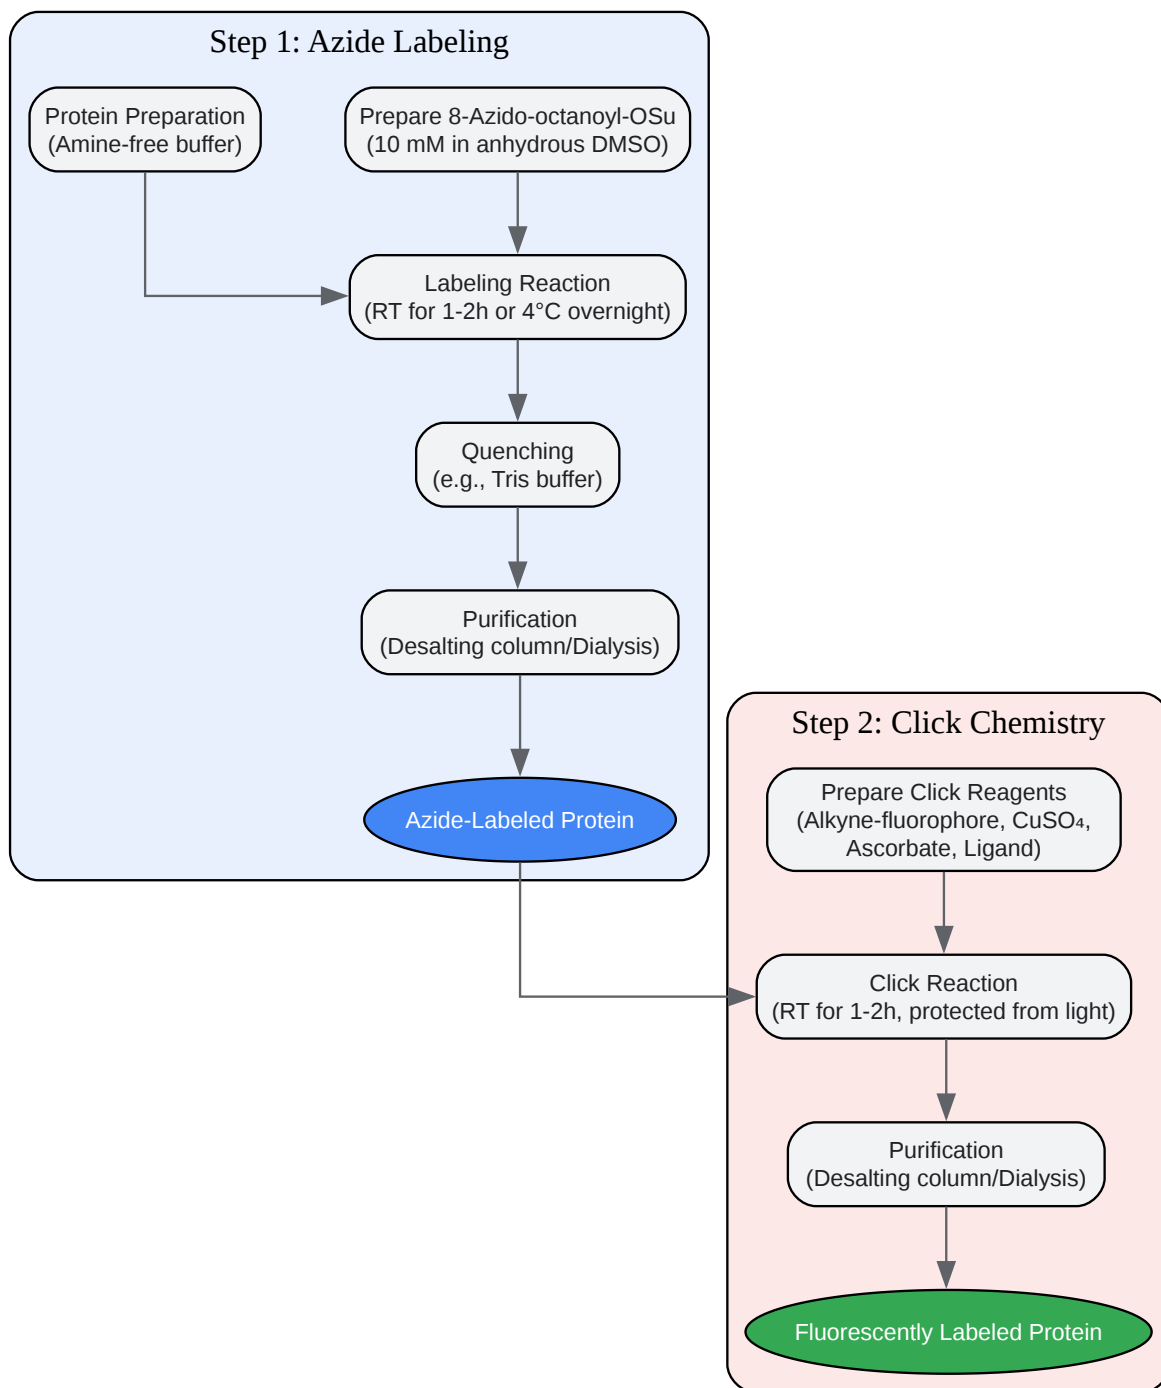 Step 1: Azide Labeling
Protein Preparation
(Amine-free buffer)
Prepare 8-Azido-octanoyl-OSu
(10 mM in anhydrous DMSO)
Labeling Reaction
(RT for 1-2h or 4°C overnight)
Quenching
(e.g., Tris buffer)
Purification
(Desalting column/Dialysis)
Azide-Labeled Protein
Step 2: Click Chemistry
Prepare Click Reagents
(Alkyne-fluorophore, CuSO₄,
Ascorbate, Ligand)
Click Reaction
(RT for 1-2h, protected from light)
Purification
(Desalting column/Dialysis)
Fluorescently Labeled Protein